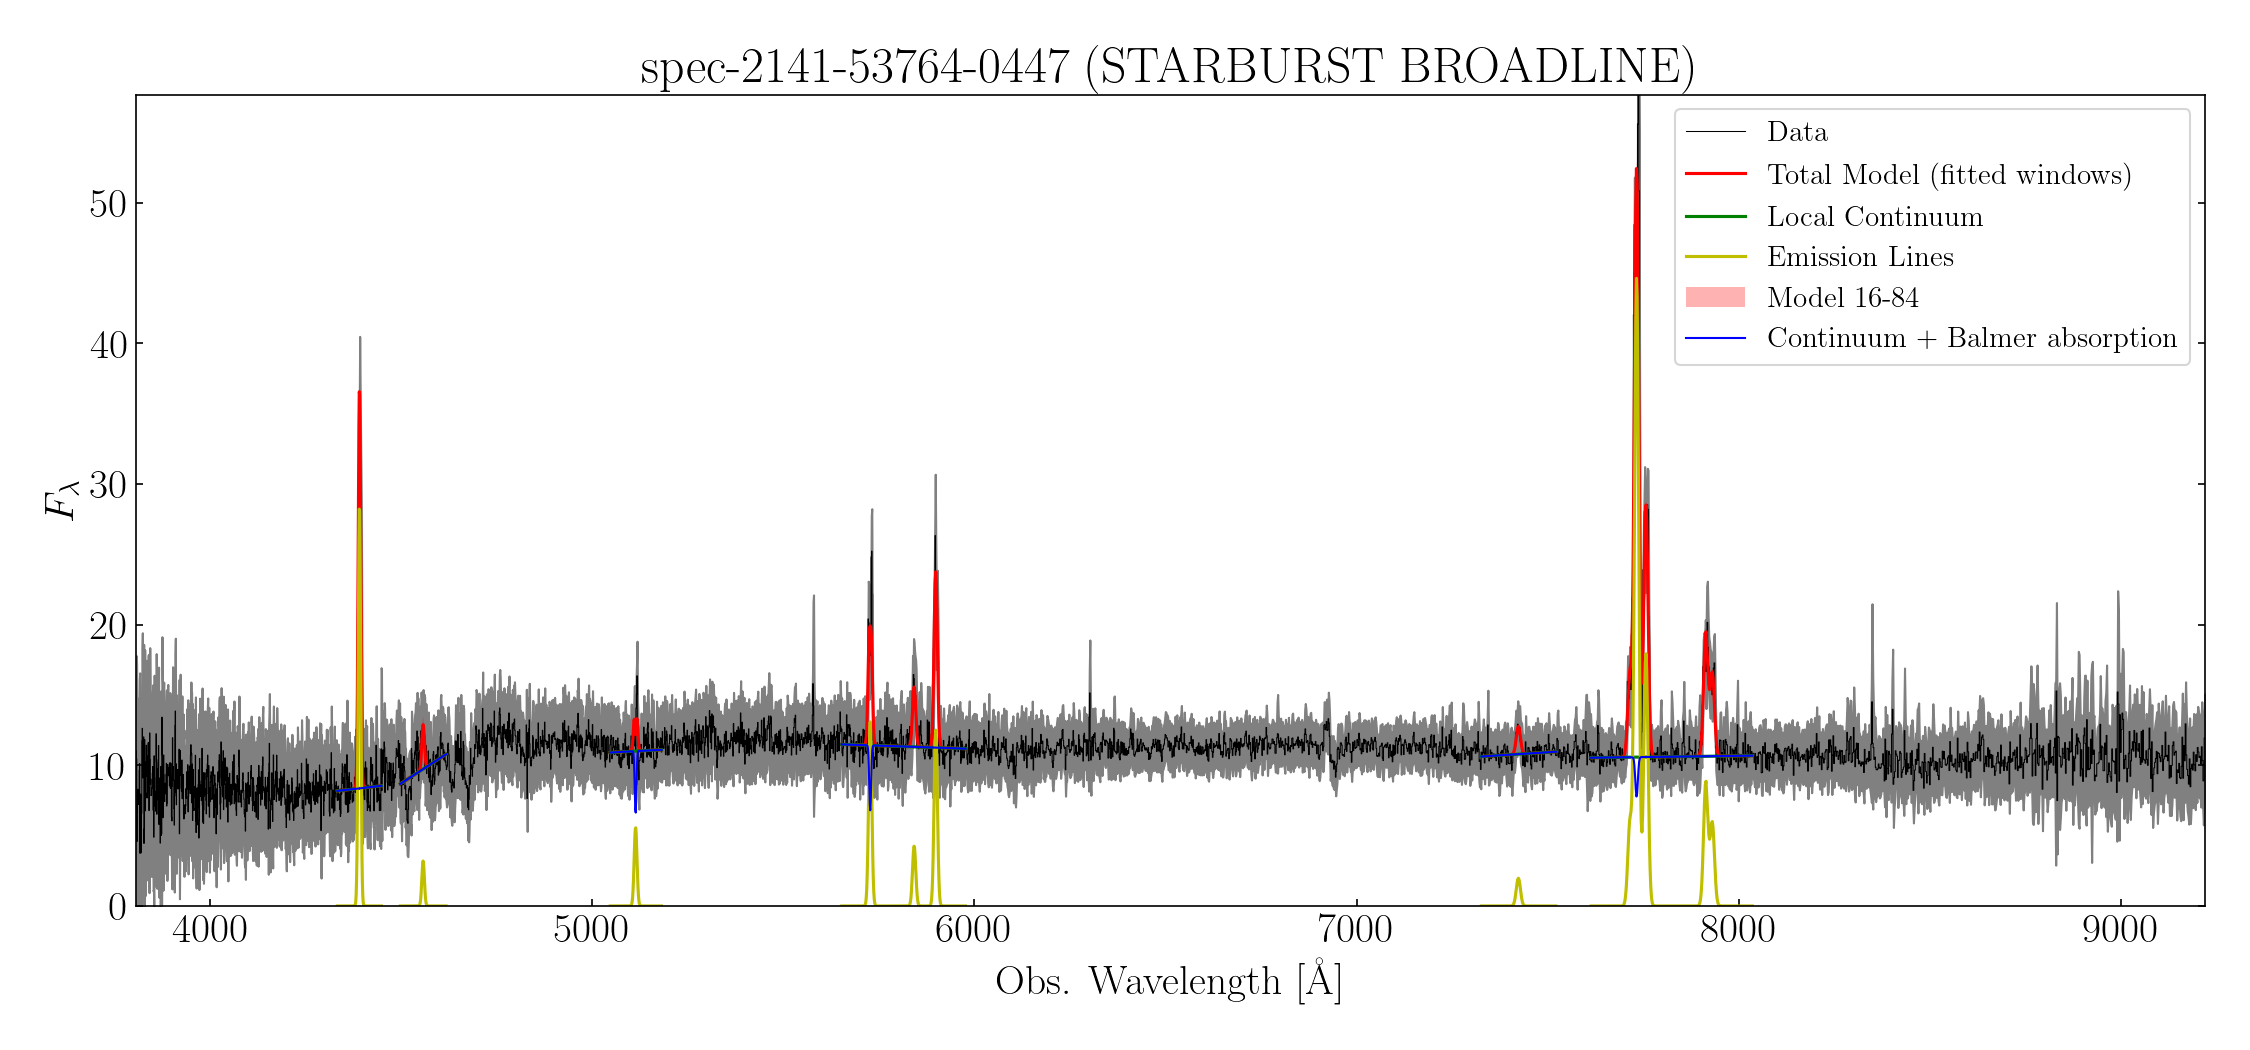 spec-2141-53764-0447 (STARBURST BROADLINE)
Data
Total Model (fitted windows)
Local Continuum
Emission Lines
Model 16-84
Continuum + Balmer absorption
50
40
30
20
10
0
Fλ
4000 5000 6000 7000 8000 9000
Obs. Wavelength [Å]